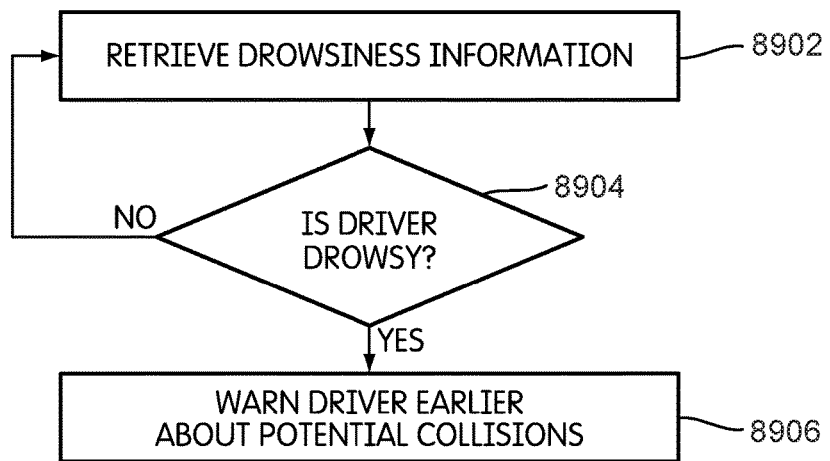 RETRIEVE DROWSINESS INFORMATION
8902
8904
IS DRIVER
DROWSY?
NO
YES
WARN DRIVER EARLIER
ABOUT POTENTIAL COLLISIONS
8906